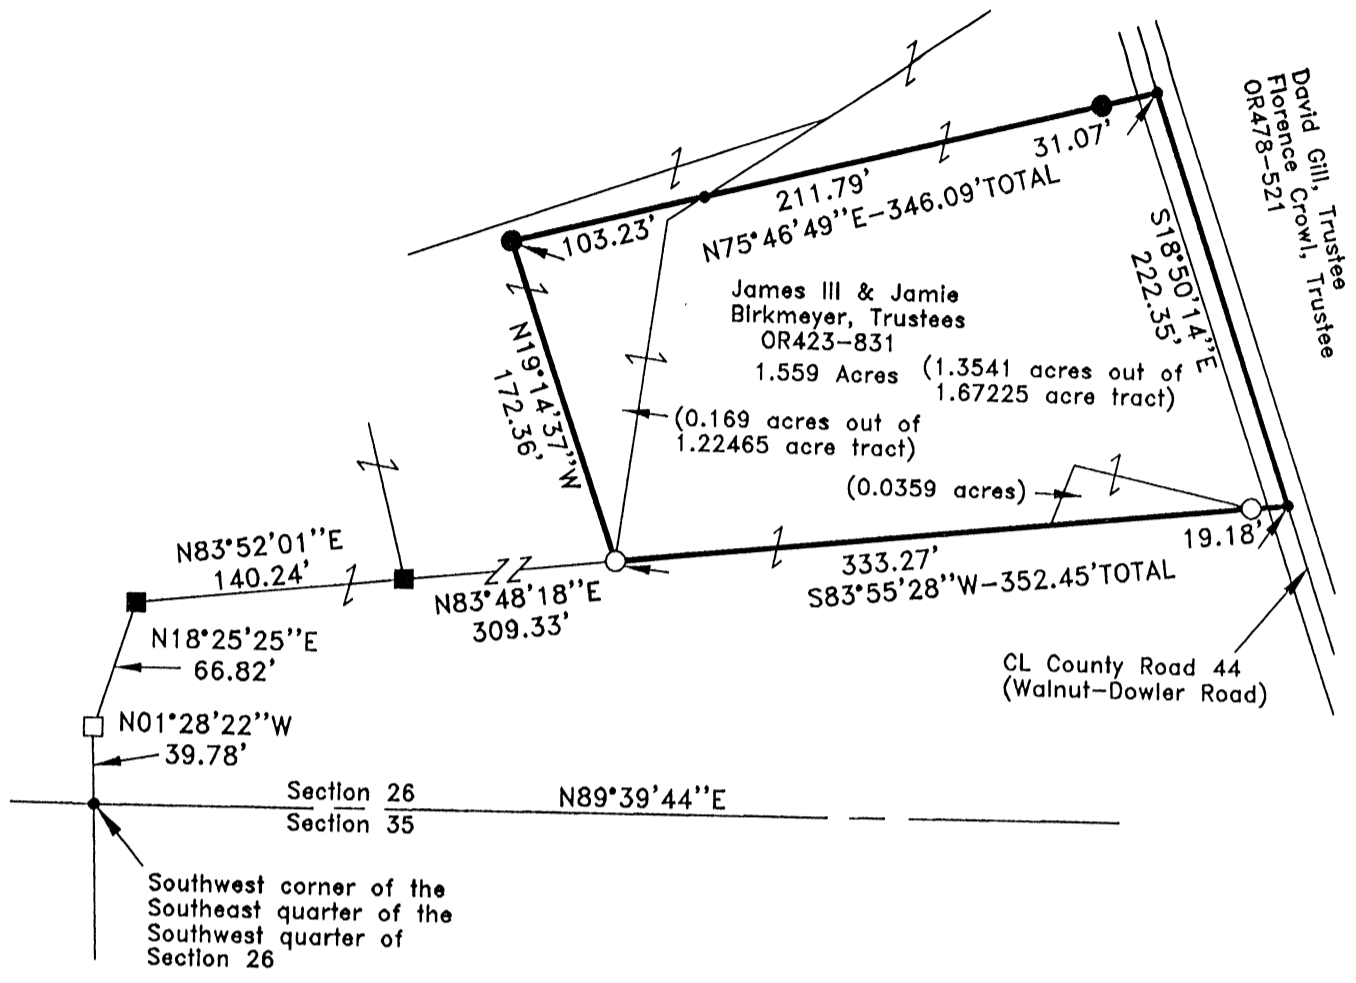 David Gill, Trustee
Florence Crowl, Trustee
OR478-521
31.07'
211.79'
N75°46'49''E-346.09'TOTAL
103.23'
S18°50'14''E
222.35'
James III & Jamie
Birkmeyer, Trustees
OR423-831
1.559 Acres
(1.3541 acres out of
1.67225 acre tract)
N19°14'37''W
172.36'
(0.169 acres out of
1.22465 acre tract)
(0.0359 acres)
19.18'
333.27'
S83°55'28''W-352.45'TOTAL
N83°52'01''E
140.24'
N83°48'18''E
309.33'
N18°25'25''E
66.82'
CL County Road 44
(Walnut-Dowler Road)
N01°28'22''W
39.78'
Section 26
N89°39'44''E
Section 35
Southwest corner of the
Southeast quarter of the
Southwest quarter of
Section 26